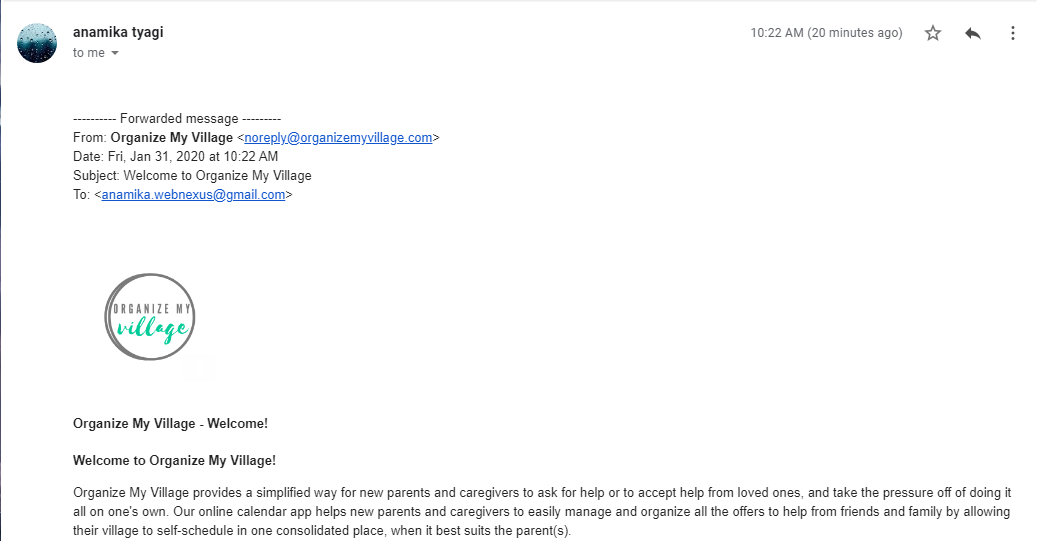 anamika tyagi
10:22 AM (20 minutes ago)
to me
---------- Forwarded message ---------
From: Organize My Village <noreply@organizemyvillage.com>
Date: Fri, Jan 31, 2020 at 10:22 AM
Subject: Welcome to Organize My Village
To: <anamika.webnexus@gmail.com>
ORGANIZE MY
village
Organize My Village - Welcome!
Welcome to Organize My Village!
Organize My Village provides a simplified way for new parents and caregivers to ask for help or to accept help from loved ones, and take the pressure off of doing it
all on one's own. Our online calendar app helps new parents and caregivers to easily manage and organize all the offers to help from friends and family by allowing
their village to self-schedule in one consolidated place, when it best suits the parent(s).